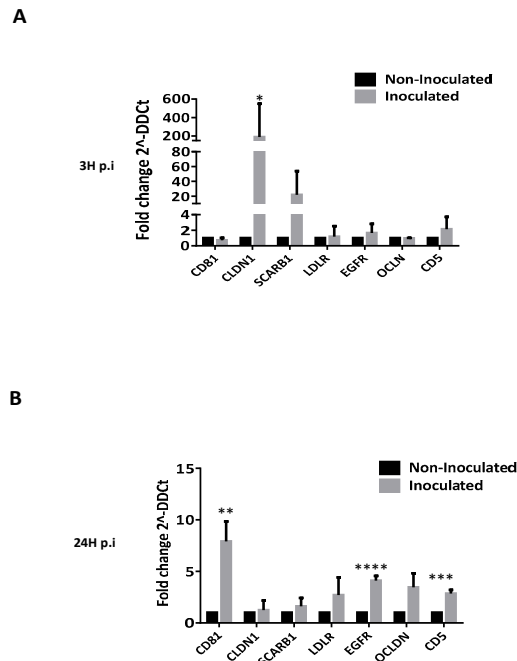 A
Non-Inoculated
Inoculated
Fold change 2^-DDCt
600
400
200
80
60
40
20
4
2
0
3H p.i
*
CD81
CLDN1
SCARB1
LDLR
EGFR
OCLN
CD5
B
Non-Inoculated
Inoculated
Fold change 2^-DDCt
15
10
5
0
24H p.i
**
****
***
CD81
CLDN1
SCARB1
LDLR
EGFR
OCLDN
CD5